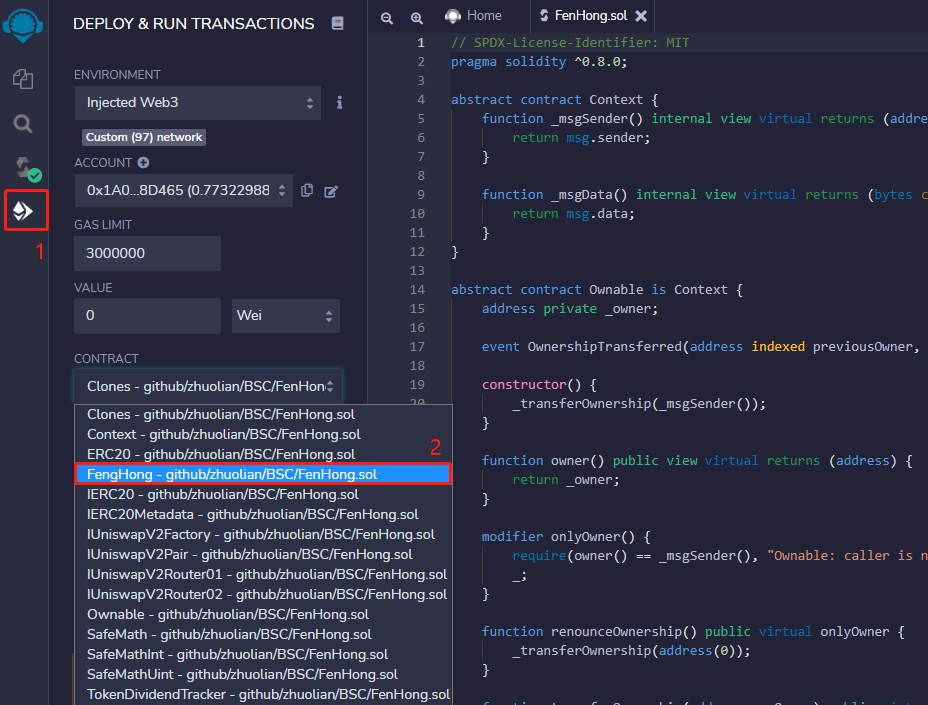 DEPLOY & RUN TRANSACTIONS
ENVIRONMENT
Injected Web3
Custom (97) network
ACCOUNT
0x1A0...8D465 (0.77322988
GAS LIMIT
3000000
VALUE
0
Wei
CONTRACT
Clones - github/zhuolian/BSC/FenHon
Clones - github/zhuolian/BSC/FenHong.sol
Context - github/zhuolian/BSC/FenHong.sol
ERC20 - github/zhuolian/BSC/FenHong.sol
FengHong - github/zhuolian/BSC/FenHong.sol
IERC20 - github/zhuolian/BSC/FenHong.sol
IERC20Metadata - github/zhuolian/BSC/FenHong.sol
IUniswapV2Factory - github/zhuolian/BSC/FenHong.sol
IUniswapV2Pair - github/zhuolian/BSC/FenHong.sol
IUniswapV2Router01 - github/zhuolian/BSC/FenHong.sol
IUniswapV2Router02 - github/zhuolian/BSC/FenHong.sol
Ownable - github/zhuolian/BSC/FenHong.sol
SafeMath - github/zhuolian/BSC/FenHong.sol
SafeMathInt - github/zhuolian/BSC/FenHong.sol
SafeMathUint - github/zhuolian/BSC/FenHong.sol
TokenDividendTracker - github/zhuolian/BSC/FenHong.sol
1
2
Home
FenHong.sol
1 // SPDX-License-Identifier: MIT
2 pragma solidity ^0.8.0;
3
4 abstract contract Context {
5 function _msgSender() internal view virtual returns (addre
6 return msg.sender;
7 }
8
9 function _msgData() internal view virtual returns (bytes c
10 return msg.data;
11 }
12 }
13
14 abstract contract Ownable is Context {
15 address private _owner;
16
17 event OwnershipTransferred(address indexed previousOwner,
18
19 constructor() {
20 _transferOwnership(_msgSender());
}
function owner() public view virtual returns (address) {
return _owner;
}
modifier onlyOwner() {
require(owner() == _msgSender(), "Ownable: caller is n
_;
}
function renounceOwnership() public virtual onlyOwner {
_transferOwnership(address(0));
}